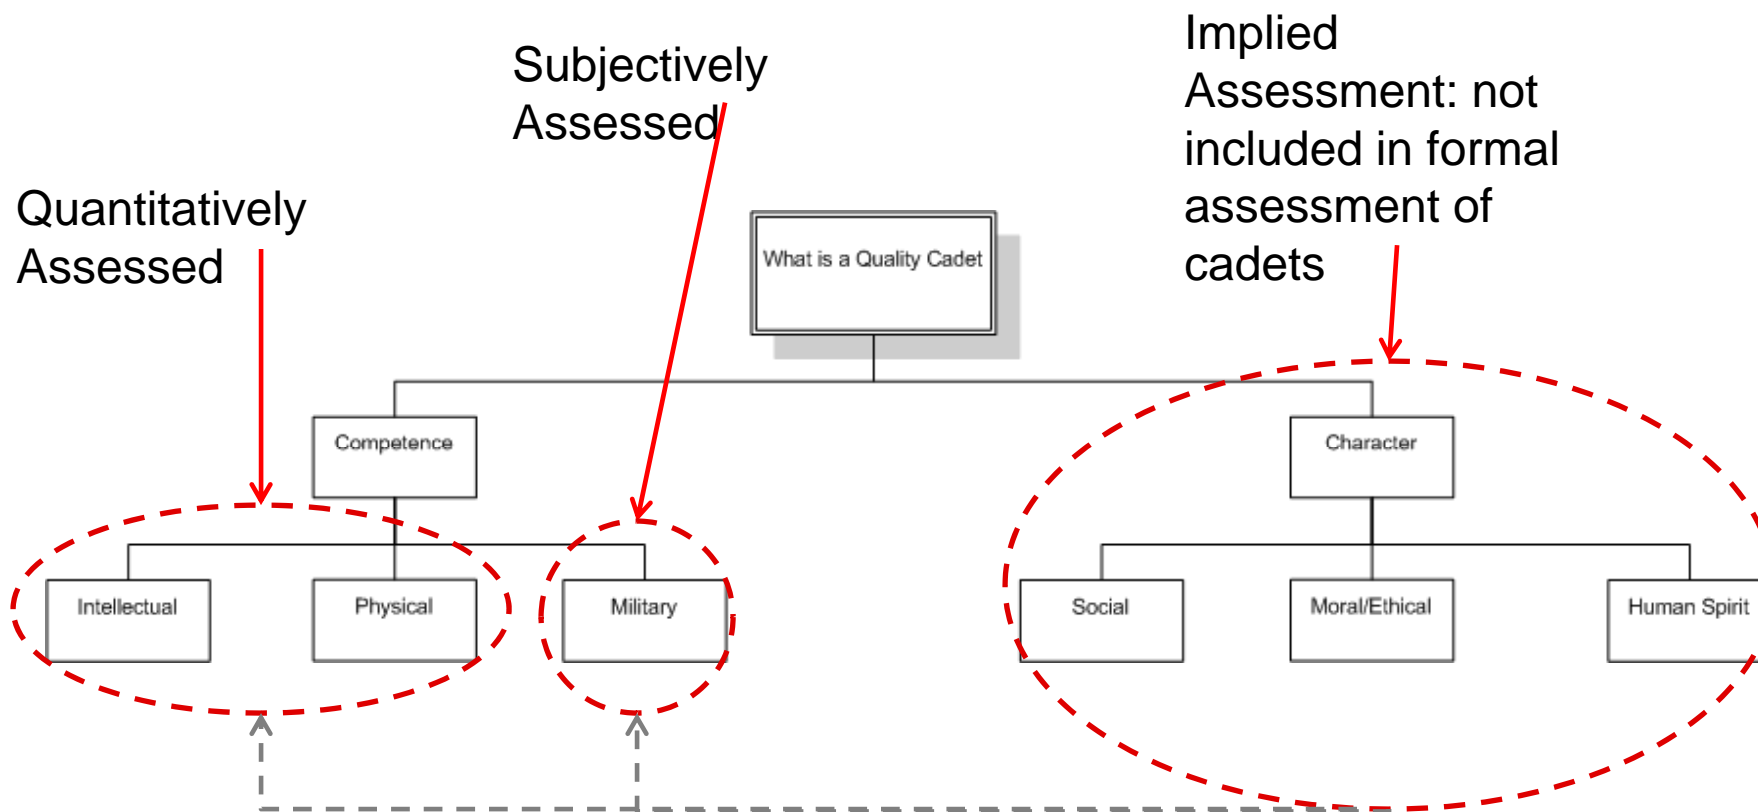 Implied
Assessment: not
included in formal
assessment of
cadets
Subjectively
Assessed
Quantitatively
Assessed
What is a Quality Cadet
Competence
Character
Intellectual
Physical
Military
Social
Moral/Ethical
Human Spirit